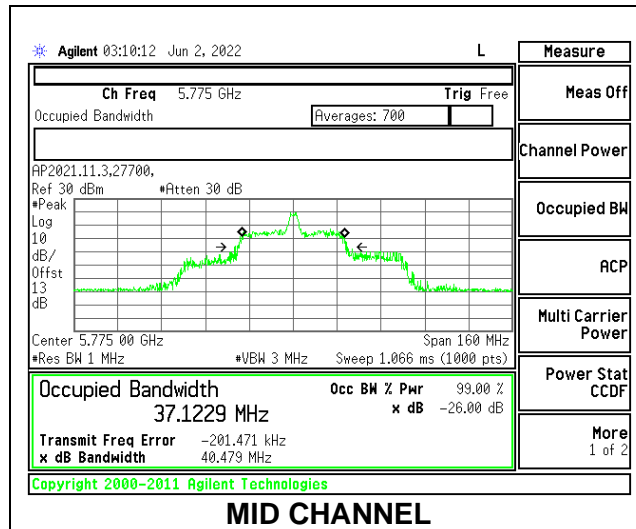 Agilent 03:10:12 Jun 2, 2022 L Measure
Ch Freq 5.775 GHz Trig Free
Meas Off
Occupied Bandwidth Averages: 700
Channel Power
AP2021.11.3,27700,
Ref 30 dBm #Atten 30 dB
#Peak
Log
10
dB/
Offst
13
dB
Occupied BW
ACP
Center 5.775 00 GHz Span 160 MHz
#Res BW 1 MHz #VBW 3 MHz Sweep 1.066 ms (1000 pts)
Multi Carrier
Power
Occupied Bandwidth Occ BW % Pwr 99.00 %
37.1229 MHz x dB -26.00 dB
Power Stat
CCDF
Transmit Freq Error -201.471 kHz
x dB Bandwidth 40.479 MHz
More
1 of 2
Copyright 2000-2011 Agilent Technologies
MID CHANNEL